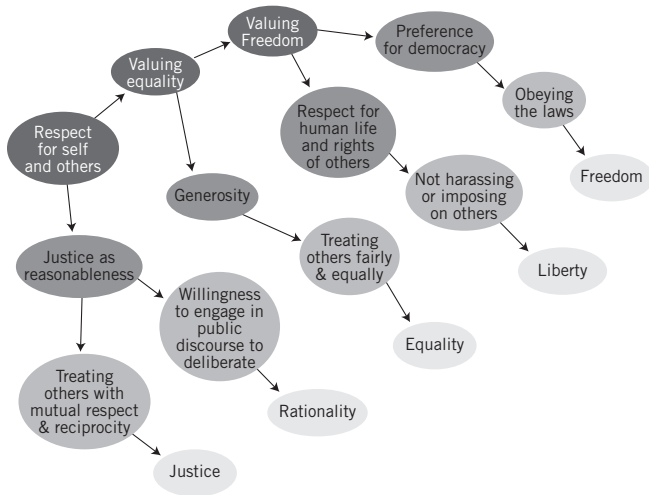 Valuing
Freedom
Preference
for democracy
Valuing
equality
Obeying
the laws
Respect
for self
and others
Respect for
human life
and rights
of others
Freedom
Generosity
Not harassing
or imposing
on others
Justice as
reasonableness
Treating
others fairly
& equally
Liberty
Willingness
to engage in
public
discourse to
deliberate
Equality
Treating
others with
mutual respect
& reciprocity
Rationality
Justice